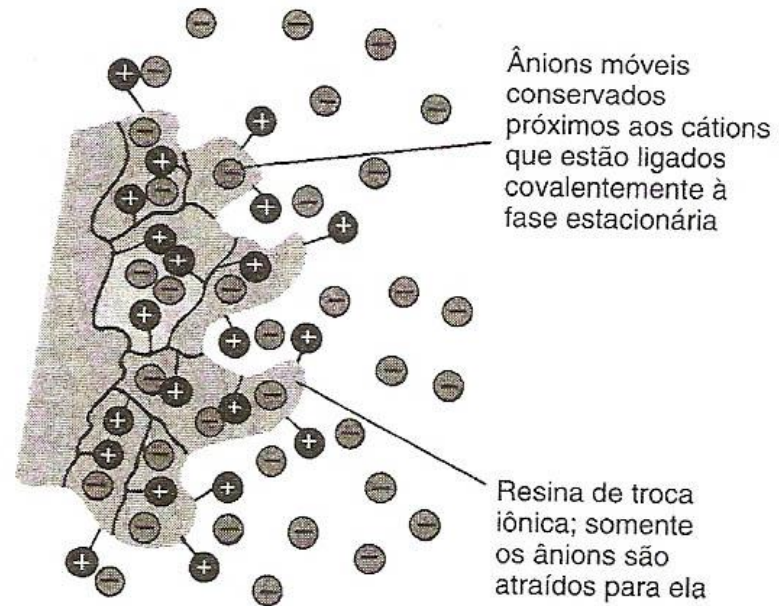 Ânions móveis
conservados
próximos aos cátions
que estão ligados
covalentemente à
fase estacionária
Resina de troca
iônica; somente
os ânions são
atraídos para ela